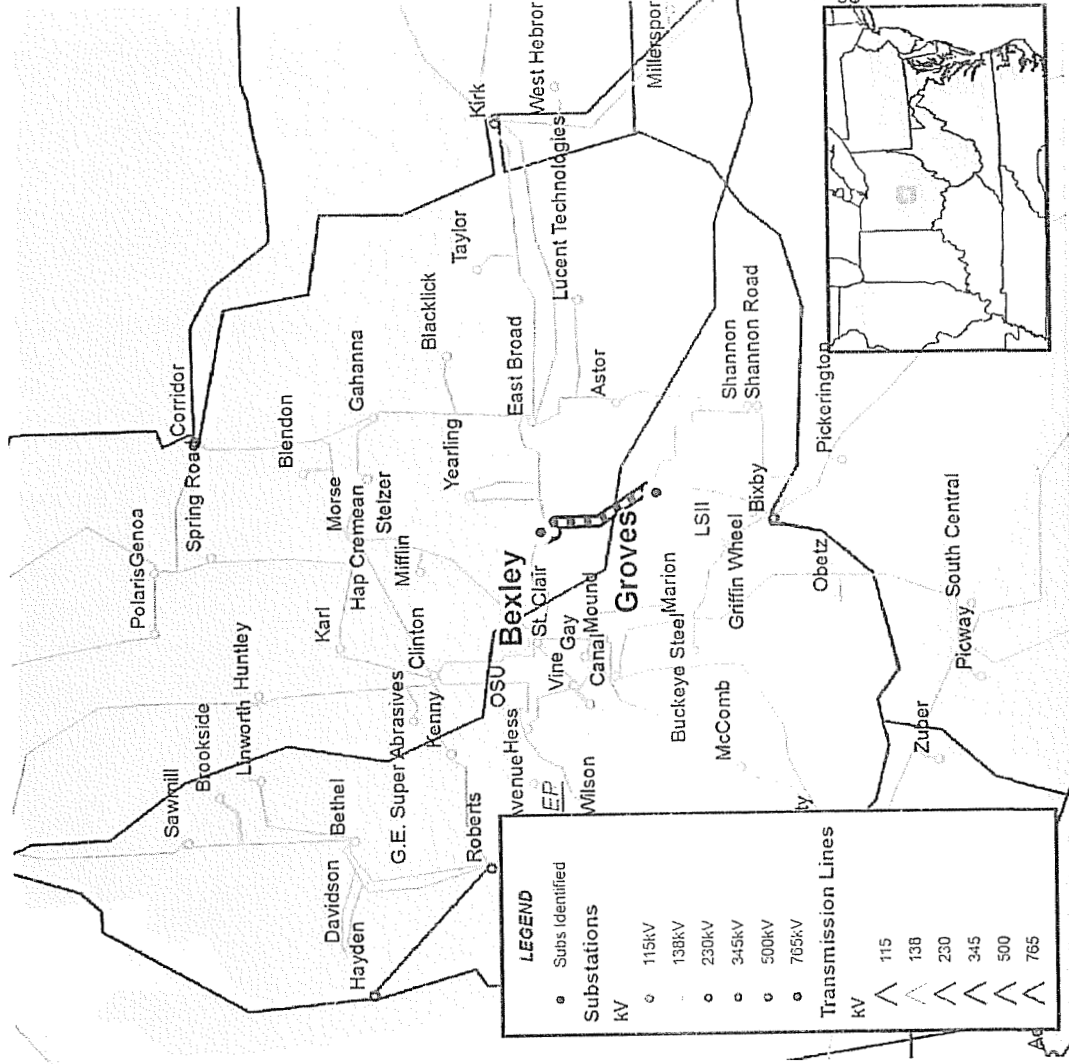 Corridor
Spring Road
Polaris
Genoa
Blendon
Gahanna
Morse
Hap Cremean
Stelzer
Mifflin
Karl
Clinton
Huntley
Linworth
Brookside
Sawmill
Bethel
G.E. Super Abrasives
Kenny
Davidson
Hayden
Roberts
OSU
Hess
Wilson
Vine
Gay
Canal
Mound
St. Clair
Bexley
Groves
Yearling
Blacklick
Taylor
East Broad
Kirk
West Hebron
Millerspor
Lucent Technologies
Astor
Shannon
Shannon Road
Pickerington
Bixby
LSII
Griffin Wheel
Marion
Buckeye Steel
McComb
Obetz
South Central
Picway
Zuber
LEGEND
Subs Identified
Substations
kV
115kV
138kV
230kV
345kV
500kV
765kV
Transmission Lines
kV
115
138
230
345
500
765